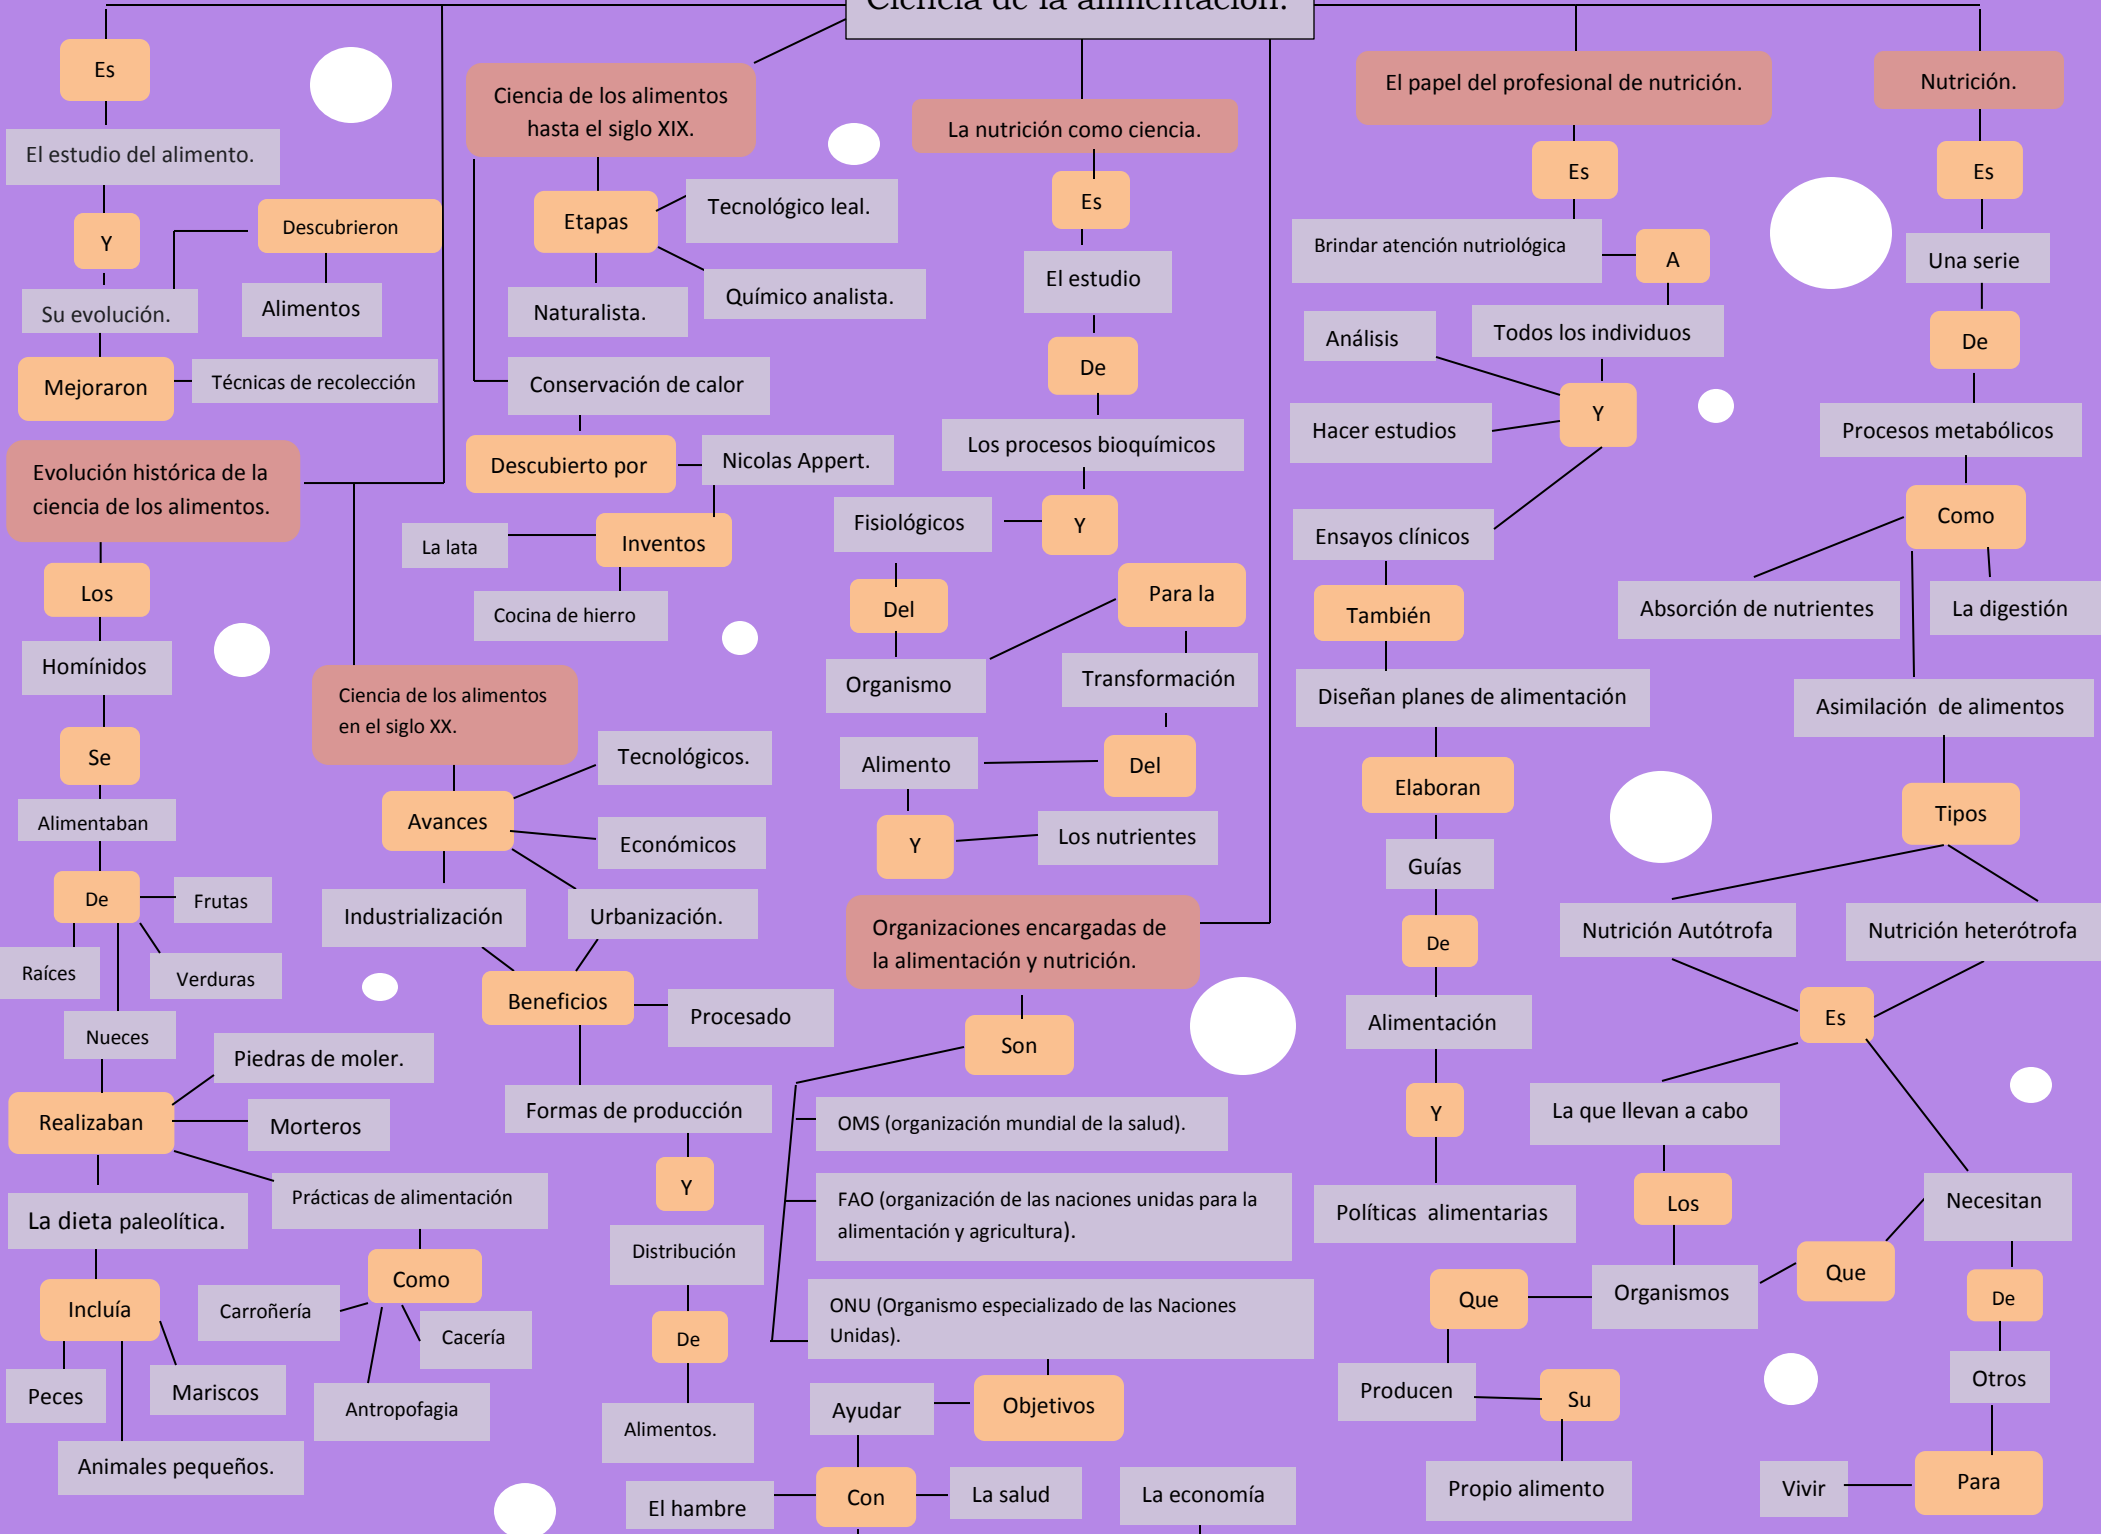 Ciencia de la alimentación.
Es
El estudio del alimento.
Y
Su evolución.
Descubrieron
Alimentos
Mejoraron
Técnicas de recolección
Evolución histórica de la
ciencia de los alimentos.
Los
Homínidos
Se
Alimentaban
De
Frutas
Raíces
Verduras
Nueces
Realizaban
Piedras de moler.
Morteros
Prácticas de alimentación
La dieta paleolítica.
Incluía
Peces
Mariscos
Animales pequeños.
Como
Carroñería
Cacería
Antropofagia
Ciencia de los alimentos
hasta el siglo XIX.
Etapas
Tecnológico leal.
Químico analista.
Naturalista.
Conservación de calor
Descubierto por
Nicolas Appert.
Inventos
La lata
Cocina de hierro
Ciencia de los alimentos
en el siglo XX.
Avances
Tecnológicos.
Económicos
Industrialización
Urbanización.
Beneficios
Procesado
Formas de producción
Y
Distribución
De
Alimentos.
La nutrición como ciencia.
Es
El estudio
De
Los procesos bioquímicos
Y
Fisiológicos
Del
Organismo
Para la
Transformación
Del
Alimento
Y
Los nutrientes
Organizaciones encargadas de
la alimentación y nutrición.
Son
OMS (organización mundial de la salud).
FAO (organización de las naciones unidas para la
alimentación y agricultura).
ONU (Organismo especializado de las Naciones
Unidas).
Objetivos
Ayudar
Con
El hambre
La salud
La economía
El papel del profesional de nutrición.
Es
Brindar atención nutriológica
A
Todos los individuos
Y
Análisis
Hacer estudios
Ensayos clínicos
También
Diseñan planes de alimentación
Elaboran
Guías
De
Alimentación
Y
Políticas  alimentarias
Nutrición.
Es
Una serie
De
Procesos metabólicos
Como
Absorción de nutrientes
La digestión
Asimilación  de alimentos
Tipos
Nutrición Autótrofa
Nutrición heterótrofa
Es
La que llevan a cabo
Los
Organismos
Que
Producen
Su
Propio alimento
Que
Necesitan
De
Otros
Para
Vivir